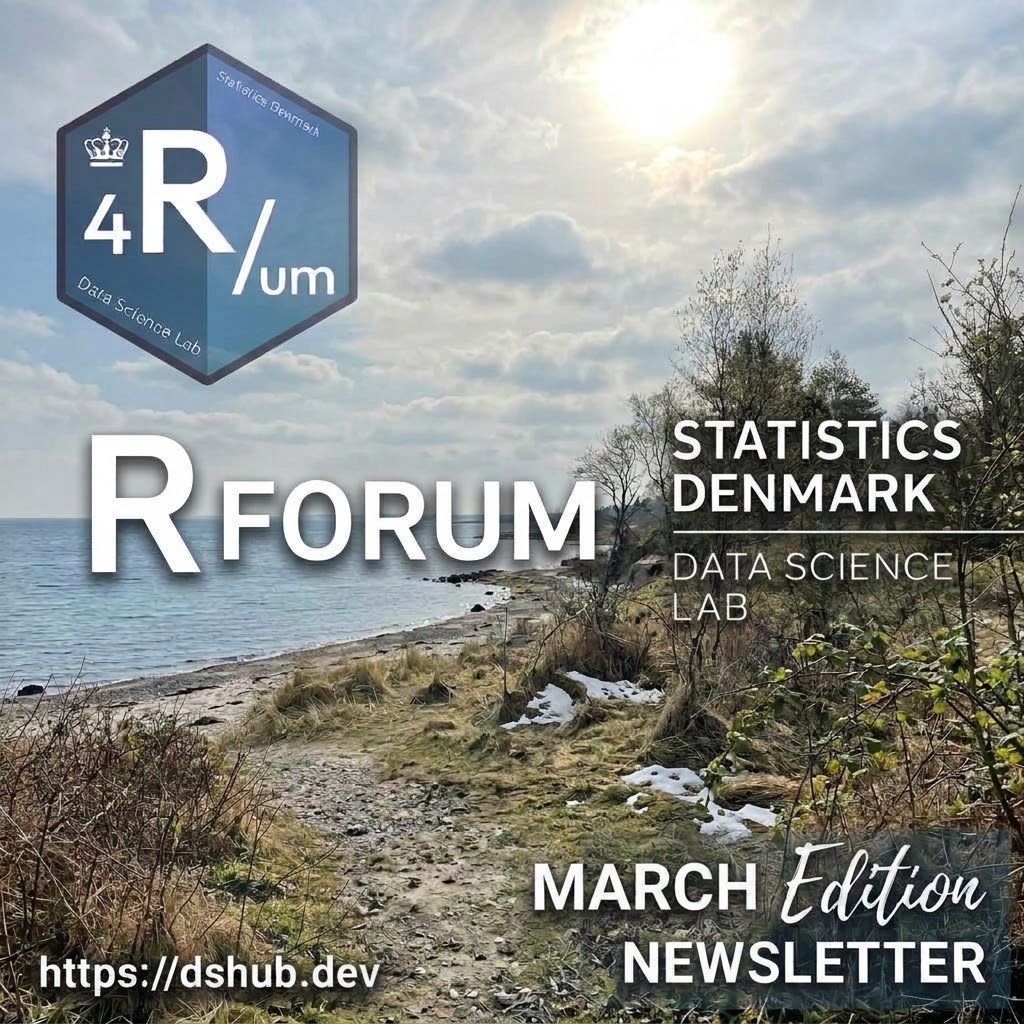 Statistics Denmark
4R/um
Data Science Lab
R FORUM
STATISTICS
DENMARK
DATA SCIENCE
LAB
MARCH Edition
NEWSLETTER
https://dshub.dev